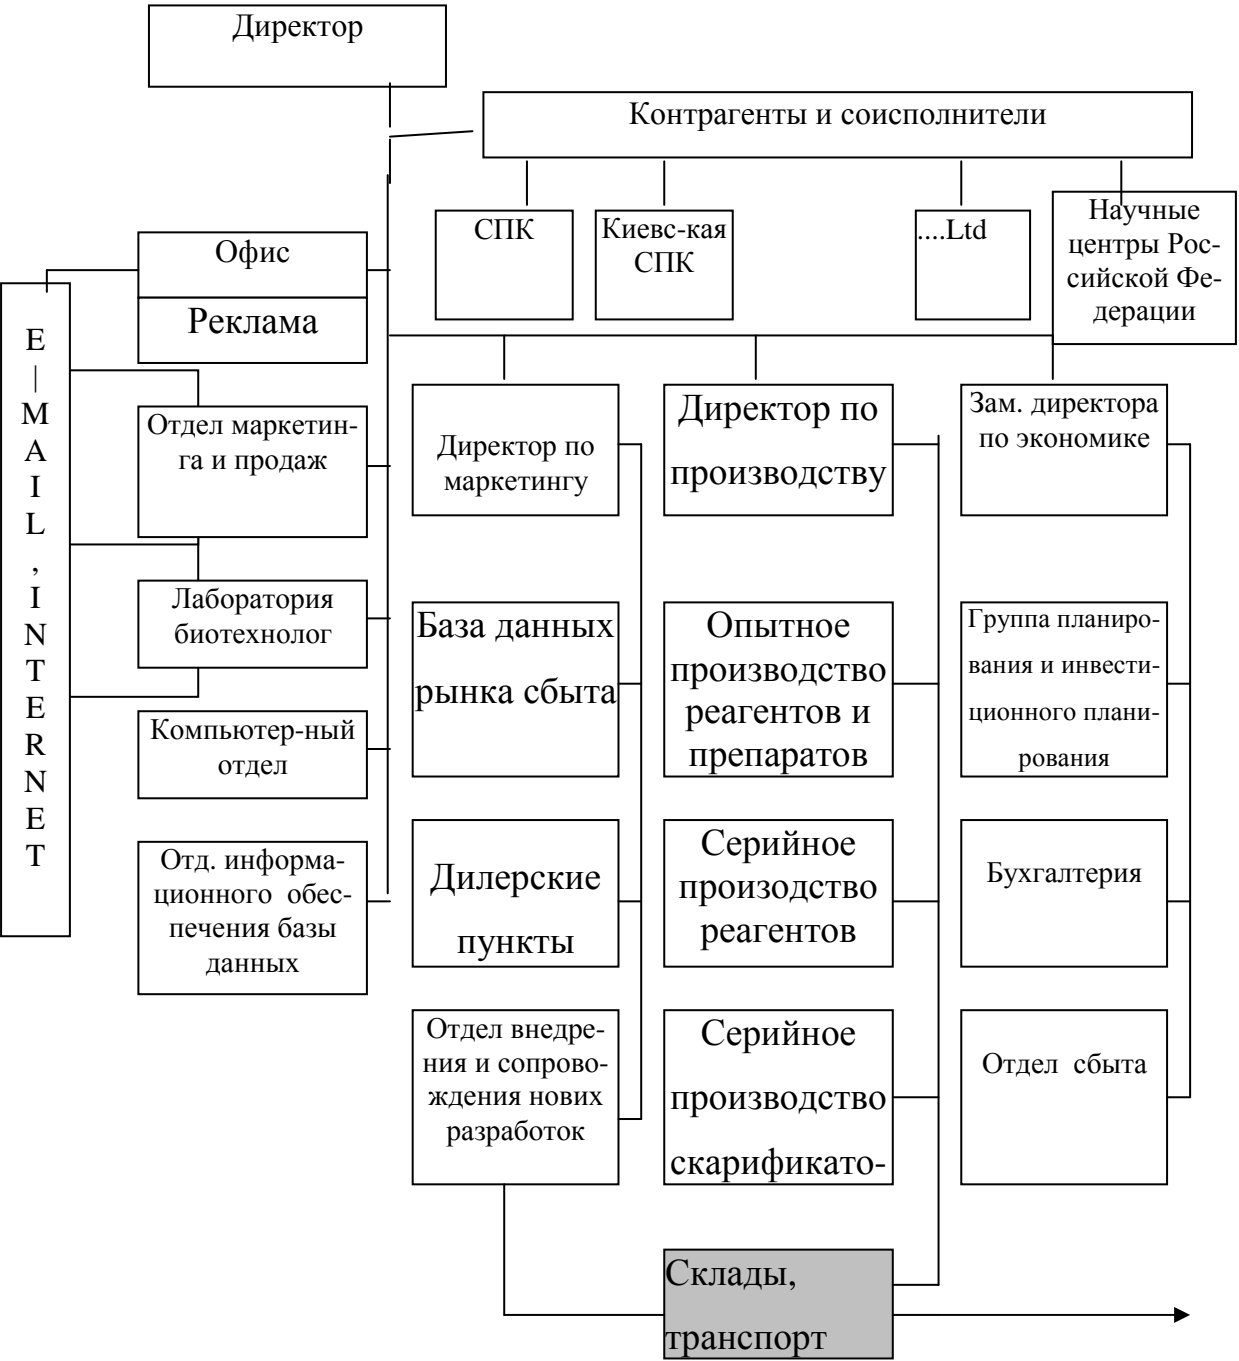 Директор
Контрагенты и соисполнители
СПК
Киевс-кая
СПК
....Ltd
Научные
центры Рос-
сийской Фе-
дерации
Офис
Реклама
E
|
M
A
I
L
,
I
N
T
E
R
N
E
T
Отдел маркетин-
га и продаж
Лаборатория
биотехнолог
Компьютер-ный
отдел
Отд. информа-
ционного обес-
печения базы
данных
Директор по
маркетингу
База данных
рынка сбыта
Дилерские
пункты
Отдел внедре-
ния и сопрово-
ждения нових
разработок
Директор по
производству
Опытное
производство
реагентов и
препаратов
Серийное
произодство
реагентов
Серийное
производство
скарификато-
Зам. директора
по экономике
Группа планиро-
вания и инвести-
ционного плани-
рования
Бухгалтерия
Отдел сбыта
Склады,
транспорт